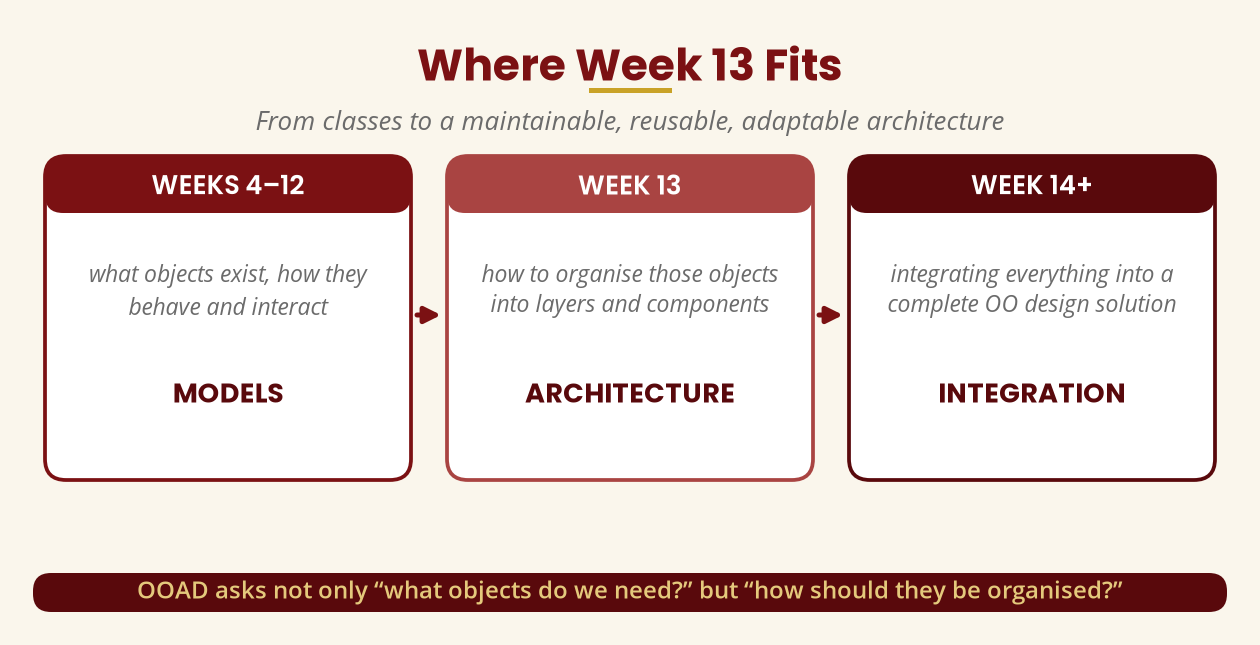 Where Week 13 Fits
From classes to a maintainable, reusable, adaptable architecture
WEEKS 4–12
what objects exist, how they
behave and interact
MODELS
WEEK 13
how to organise those objects
into layers and components
ARCHITECTURE
WEEK 14+
integrating everything into a
complete OO design solution
INTEGRATION
OOAD asks not only “what objects do we need?” but “how should they be organised?”